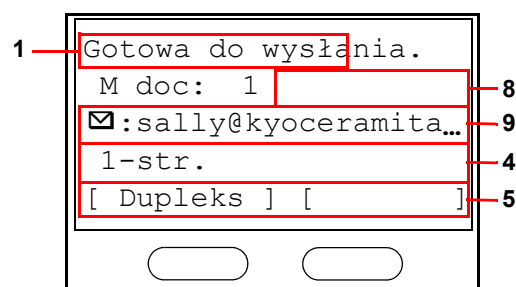 1
Gotowa do wysłania.
M doc: 1
8
:sally@kyoceramita…
9
1-str.
4
[ Dupleks ] [ ]
5